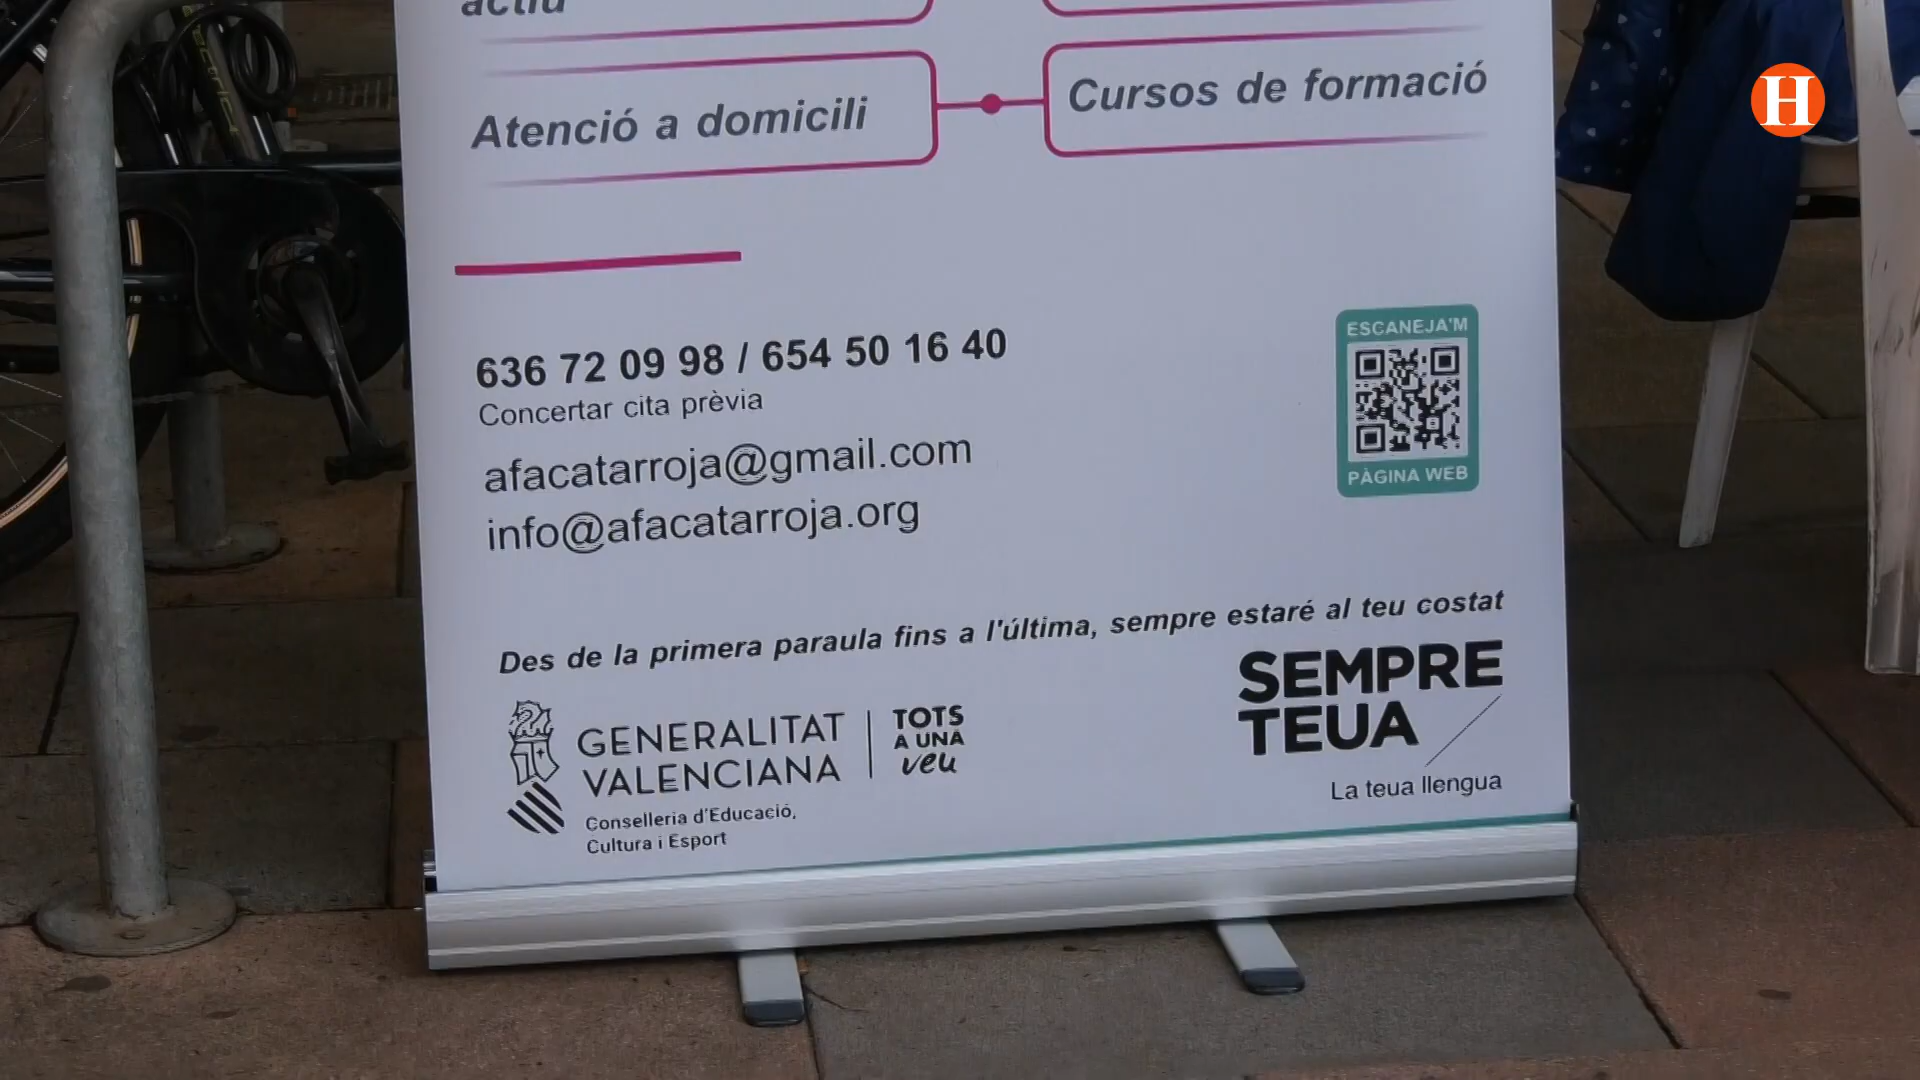 actiu
Atenció a domicili
Cursos de formació
636 72 09 98 / 654 50 16 40
Concertar cita prèvia
afacatarroja@gmail.com
info@afacatarroja.org
ESCANEJA'M
PÀGINA WEB
Des de la primera paraula fins a l'última, sempre estaré al teu costat
GENERALITAT
VALENCIANA
Conselleria d'Educació,
Cultura i Esport
TOTS
A UNA
veu
SEMPRE
TEUA
La teua llengua
H